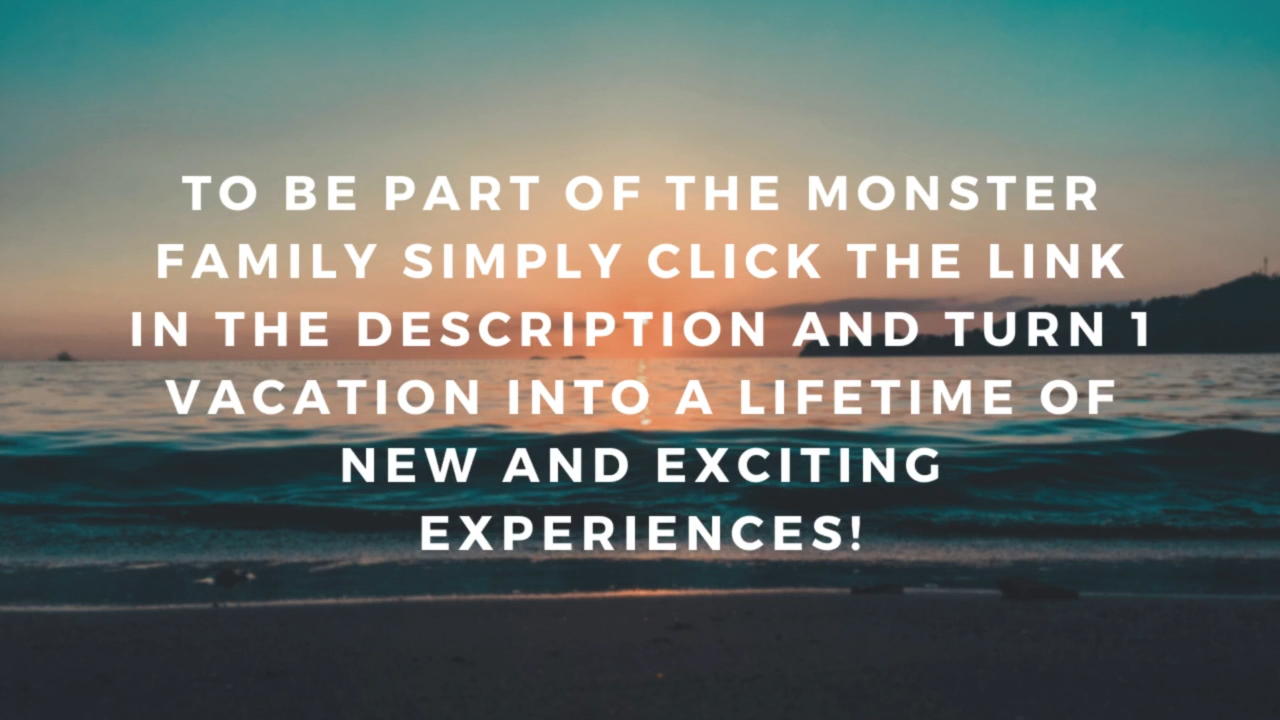 TO BE PART OF THE MONSTER
FAMILY SIMPLY CLICK THE LINK
IN THE DESCRIPTION AND TURN 1
VACATION INTO A LIFETIME OF
NEW AND EXCITING
EXPERIENCES!